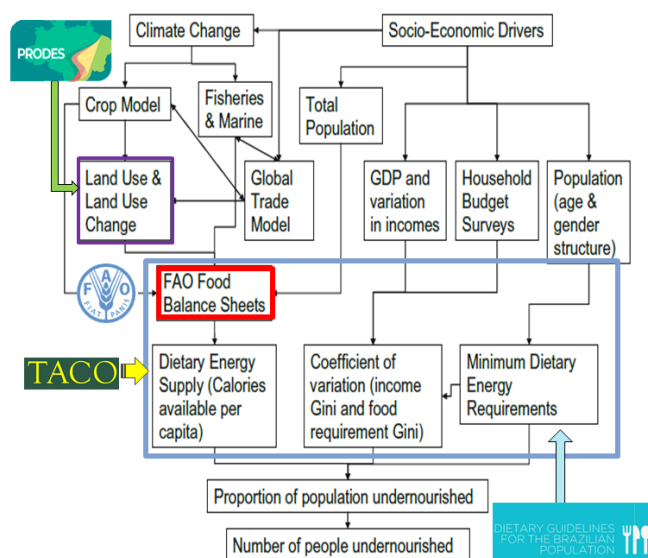 Climate Change
Socio-Economic Drivers
PRODES
Crop Model
Fisheries
& Marine
Total
Population
Land Use &
Land Use
Change
Global
Trade
Model
GDP and
variation
in incomes
Household
Budget
Surveys
Population
(age &
gender
structure)
FAO
FIAT PANIS
FAO Food
Balance Sheets
TACO
Dietary Energy
Supply (Calories
available per
capita)
Coefficient of
variation (income
Gini and food
requirement Gini)
Minimum Dietary
Energy
Requirements
Proportion of population undernourished
DIETARY GUIDELINES
FOR THE BRAZILIAN
POPULATION
Number of people undernourished